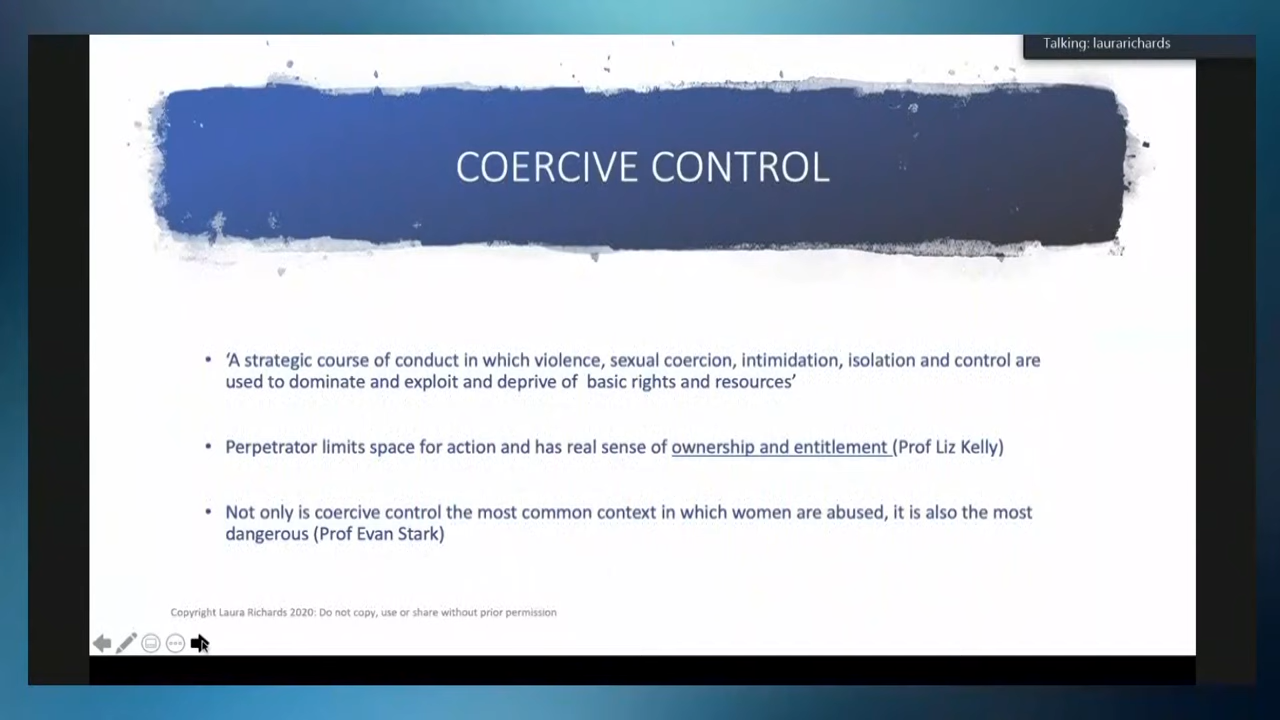 Talking: laurarichards
COERCIVE CONTROL
• ‘A strategic course of conduct in which violence, sexual coercion, intimidation, isolation and control are
used to dominate and exploit and deprive of  basic rights and resources’
• Perpetrator limits space for action and has real sense of ownership and entitlement (Prof Liz Kelly)
• Not only is coercive control the most common context in which women are abused, it is also the most
dangerous (Prof Evan Stark)
Copyright Laura Richards 2020: Do not copy, use or share without prior permission